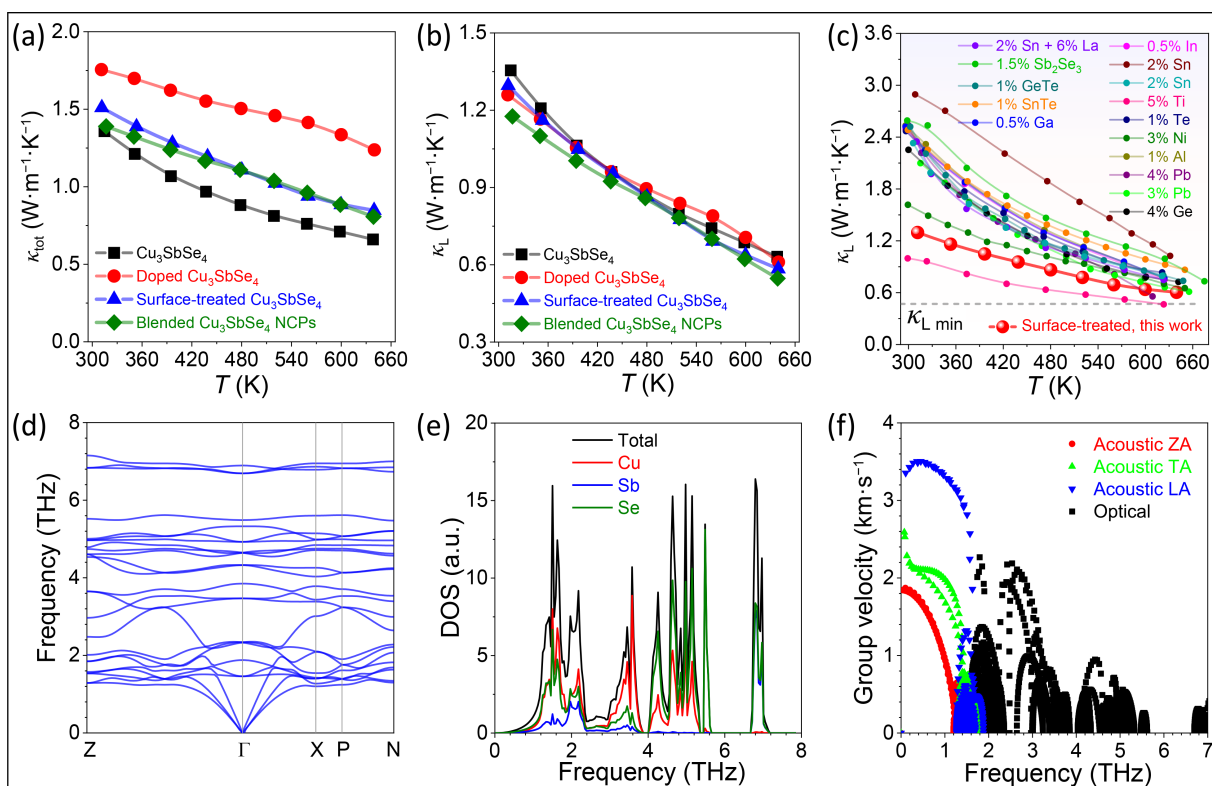 (a)
2.0
1.5
1.0
0.5
0.0
κtot (W·m⁻¹·K⁻¹)
Cu₃SbSe₄
Doped Cu₃SbSe₄
Surface-treated Cu₃SbSe₄
Blended Cu₃SbSe₄ NCPs
300 360 420 480 540 600 660
T (K)
(b)
1.5
1.2
0.9
0.6
0.3
κL (W·m⁻¹·K⁻¹)
Cu₃SbSe₄
Doped Cu₃SbSe₄
Surface-treated Cu₃SbSe₄
Blended Cu₃SbSe₄ NCPs
300 360 420 480 540 600 660
T (K)
(c)
3.6
3.0
2.4
1.8
1.2
0.6
0.0
κL (W·m⁻¹·K⁻¹)
2% Sn + 6% La
1.5% Sb₂Se₃
1% GeTe
1% SnTe
0.5% Ga
0.5% In
2% Sn
2% Sn
5% Ti
1% Te
3% Ni
1% Al
4% Pb
3% Pb
4% Ge
κL min
Surface-treated, this work
300 360 420 480 540 600 660
T (K)
(d)
8
6
4
2
0
Frequency (THz)
Z Γ X P N
(e)
20
15
10
5
0
DOS (a.u.)
Total
Cu
Sb
Se
0 2 4 6 8
Frequency (THz)
(f)
4
3
2
1
0
Group velocity (km·s⁻¹)
Acoustic ZA
Acoustic TA
Acoustic LA
Optical
0 1 2 3 4 5 6 7
Frequency (THz)